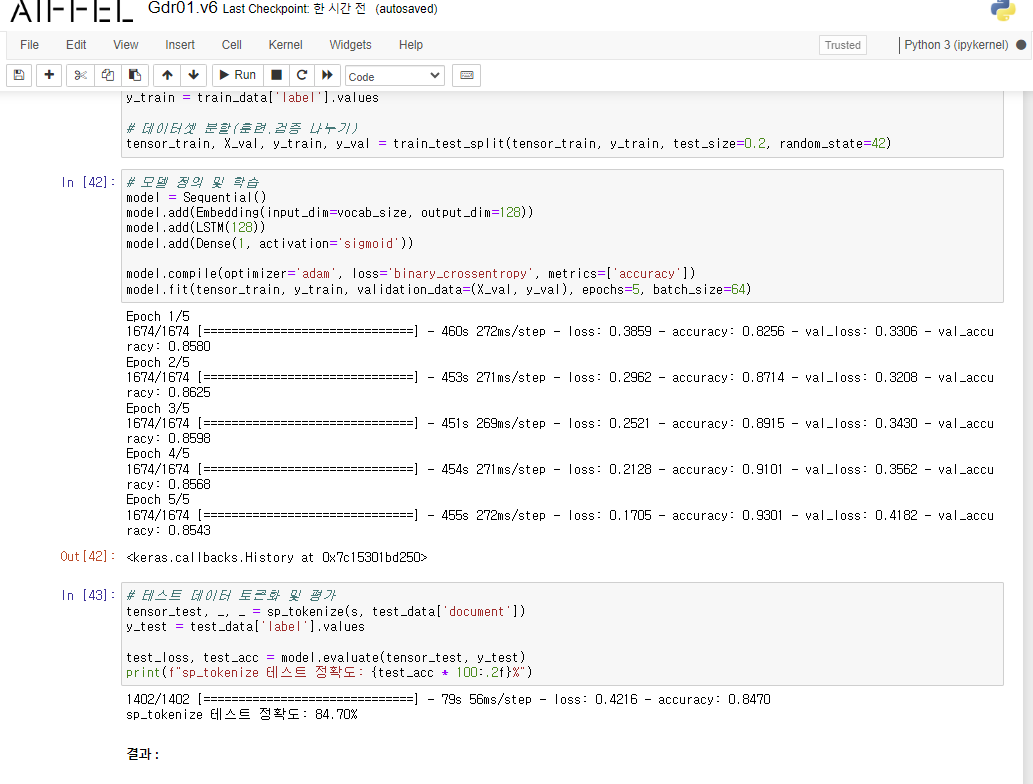 AIFFEL Gdr01.v6 Last Checkpoint: 한 시간 전 (autosaved)
File Edit View Insert Cell Kernel Widgets Help Trusted Python 3 (ipykernel)
Run Code
y_train = train_data['label'].values
# 데이터셋 분할(훈련,검증 나누기)
tensor_train, X_val, y_train, y_val = train_test_split(tensor_train, y_train, test_size=0.2, random_state=42)
In [42]: # 모델 정의 및 학습
model = Sequential()
model.add(Embedding(input_dim=vocab_size, output_dim=128))
model.add(LSTM(128))
model.add(Dense(1, activation='sigmoid'))
model.compile(optimizer='adam', loss='binary_crossentropy', metrics=['accuracy'])
model.fit(tensor_train, y_train, validation_data=(X_val, y_val), epochs=5, batch_size=64)
Epoch 1/5
1674/1674 [==============================] - 460s 272ms/step - loss: 0.3859 - accuracy: 0.8256 - val_loss: 0.3306 - val_accu
racy: 0.8580
Epoch 2/5
1674/1674 [==============================] - 453s 271ms/step - loss: 0.2962 - accuracy: 0.8714 - val_loss: 0.3208 - val_accu
racy: 0.8625
Epoch 3/5
1674/1674 [==============================] - 451s 269ms/step - loss: 0.2521 - accuracy: 0.8915 - val_loss: 0.3430 - val_accu
racy: 0.8598
Epoch 4/5
1674/1674 [==============================] - 454s 271ms/step - loss: 0.2128 - accuracy: 0.9101 - val_loss: 0.3562 - val_accu
racy: 0.8568
Epoch 5/5
1674/1674 [==============================] - 455s 272ms/step - loss: 0.1705 - accuracy: 0.9301 - val_loss: 0.4182 - val_accu
racy: 0.8543
Out[42]: <keras.callbacks.History at 0x7c15301bd250>
In [43]: # 테스트 데이터 토큰화 및 평가
tensor_test, _, _ = sp_tokenize(s, test_data['document'])
y_test = test_data['label'].values
test_loss, test_acc = model.evaluate(tensor_test, y_test)
print(f"sp_tokenize 테스트 정확도: {test_acc * 100:.2f}%")
1402/1402 [==============================] - 79s 56ms/step - loss: 0.4216 - accuracy: 0.8470
sp_tokenize 테스트 정확도: 84.70%
결과 :